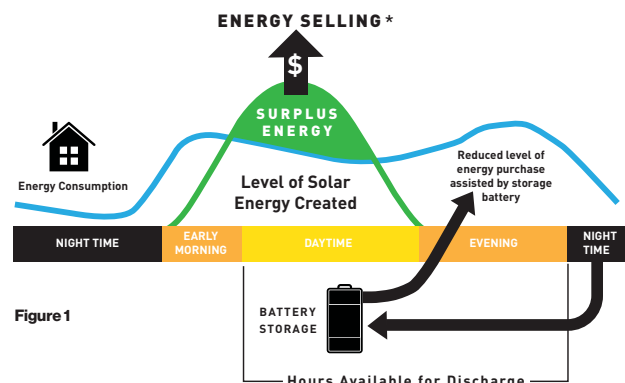 ENERGY SELLING*
$
SURPLUS
ENERGY
Energy Consumption
Level of Solar
Energy Created
Reduced level of
energy purchase
assisted by storage
battery
NIGHT TIME
EARLY
MORNING
DAYTIME
EVENING
NIGHT
TIME
Figure 1
BATTERY
STORAGE
Hours Available for Discharge